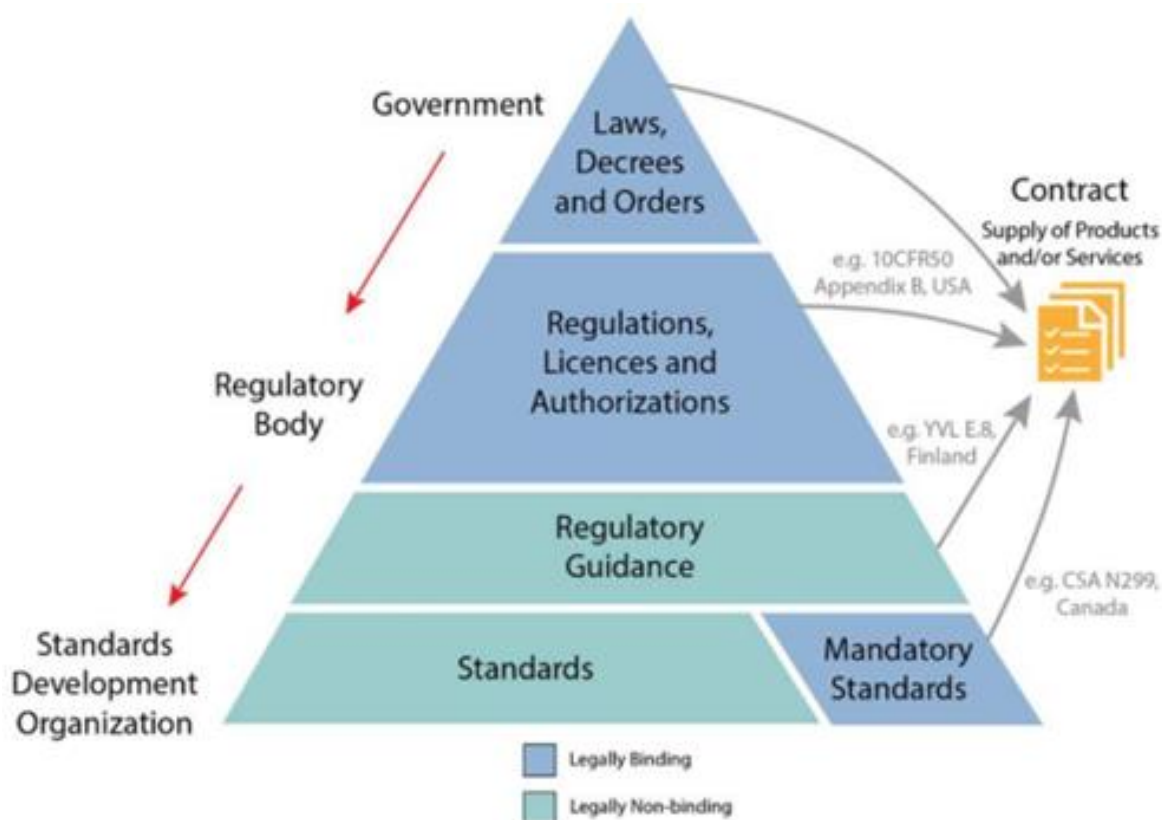 Government
Laws,
Decrees
and Orders
Contract
Supply of Products
and/or Services
e.g. 10CFR50
Appendix B, USA
Regulatory
Body
Regulations,
Licences and
Authorizations
e.g. YVL E.8,
Finland
Regulatory
Guidance
e.g. CSA N299,
Canada
Standards
Development
Organization
Standards
Mandatory
Standards
Legally Binding
Legally Non-binding